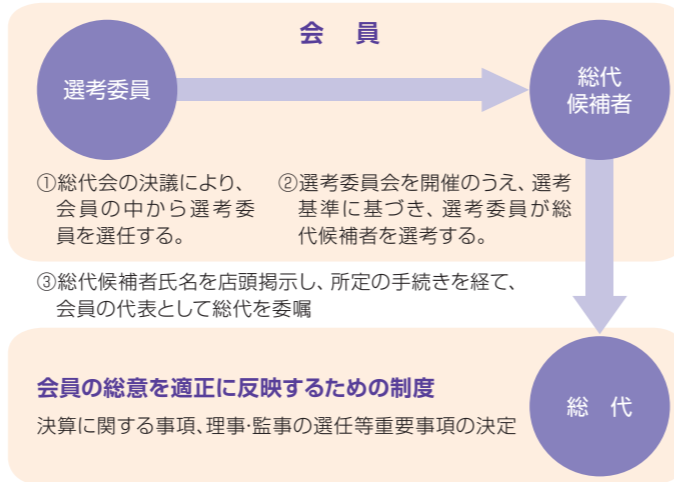 会　員
選考委員
総代
候補者
①総代会の決議により、
会員の中から選考委
員を選任する。
②選考委員会を開催のうえ、選考
基準に基づき、選考委員が総
代候補者を選考する。
③総代候補者氏名を店頭掲示し、所定の手続きを経て、
会員の代表として総代を委嘱
会員の総意を適正に反映するための制度
決算に関する事項、理事・監事の選任等重要事項の決定
総　代